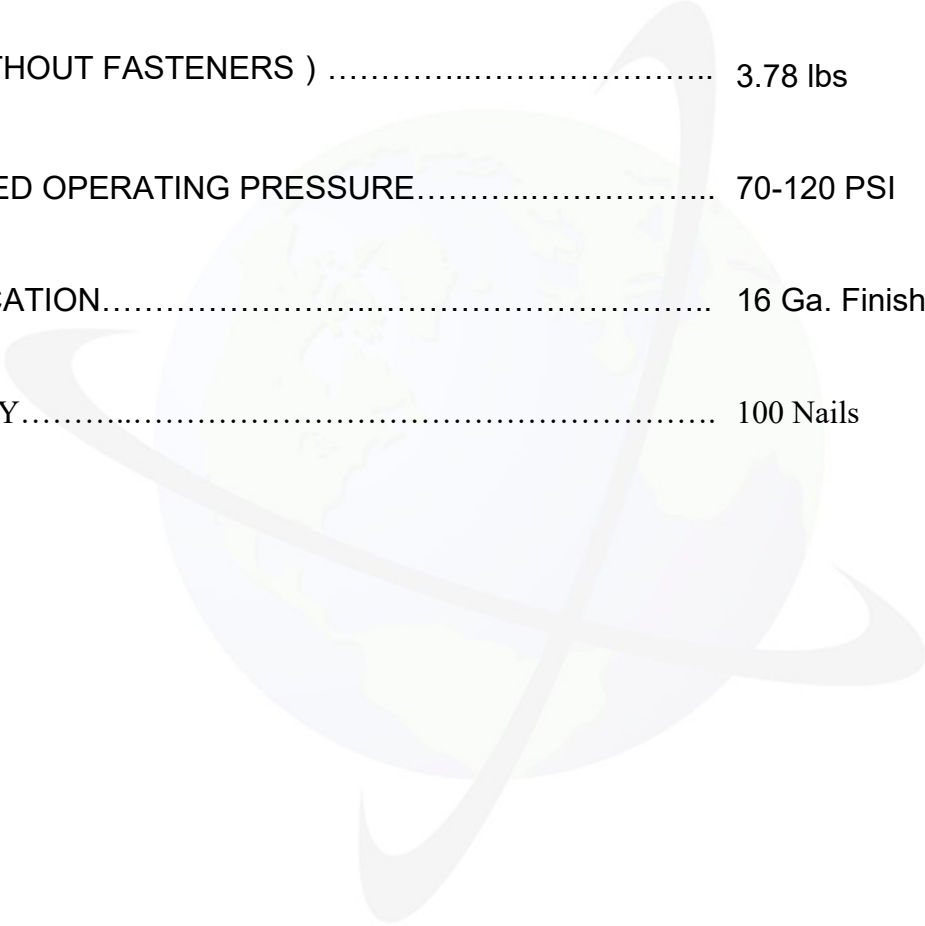 THOUT FASTENERS ) …………..…………………….. 3.78 lbs
ED OPERATING PRESSURE………..……………... 70-120 PSI
CATION……………………..………………………….. 16 Ga. Finish
Y………..…………………………………………………. 100 Nails